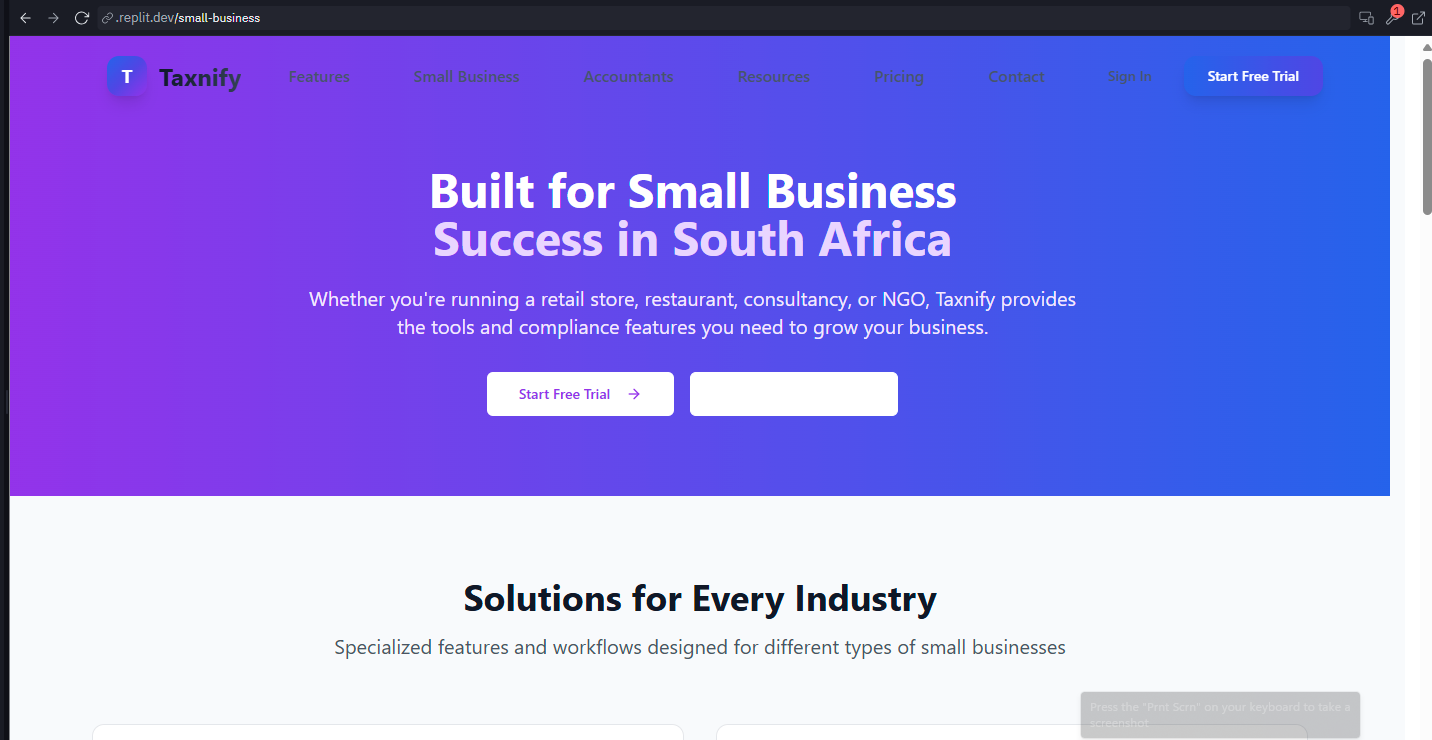 .replit.dev/small-business
1
T
Taxnify
Features
Small Business
Accountants
Resources
Pricing
Contact
Sign In
Start Free Trial
Built for Small Business
Success in South Africa
Whether you're running a retail store, restaurant, consultancy, or NGO, Taxnify provides
the tools and compliance features you need to grow your business.
Start Free Trial →
Solutions for Every Industry
Specialized features and workflows designed for different types of small businesses
Press the "Prnt Scrn" on your keyboard to take a
screenshot